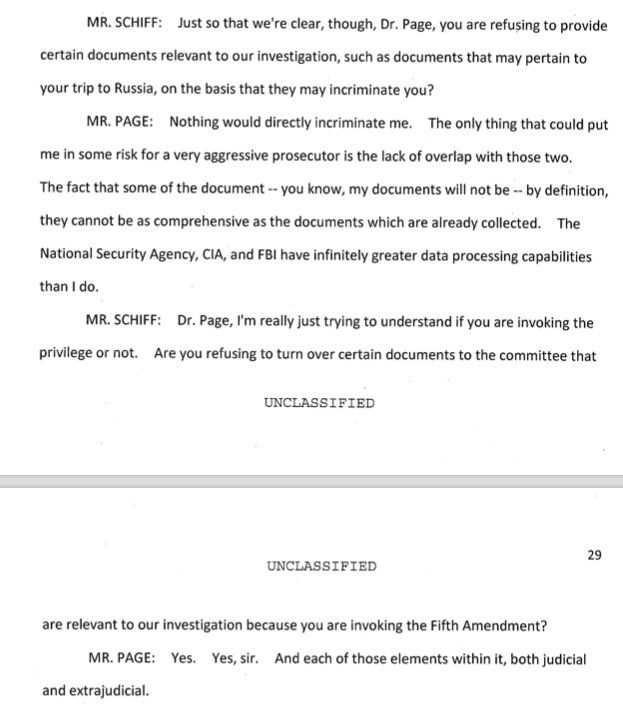 MR. SCHIFF: Just so that we're clear, though, Dr. Page, you are refusing to provide
certain documents relevant to our investigation, such as documents that may pertain to
your trip to Russia, on the basis that they may incriminate you?
MR. PAGE: Nothing would directly incriminate me. The only thing that could put
me in some risk for a very aggressive prosecutor is the lack of overlap with those two.
The fact that some of the document -- you know, my documents will not be -- by definition,
they cannot be as comprehensive as the documents which are already collected. The
National Security Agency, CIA, and FBI have infinitely greater data processing capabilities
than I do.
MR. SCHIFF: Dr. Page, I'm really just trying to understand if you are invoking the
privilege or not. Are you refusing to turn over certain documents to the committee that
UNCLASSIFIED
29
UNCLASSIFIED
are relevant to our investigation because you are invoking the Fifth Amendment?
MR. PAGE: Yes. Yes, sir. And each of those elements within it, both judicial
and extrajudicial.